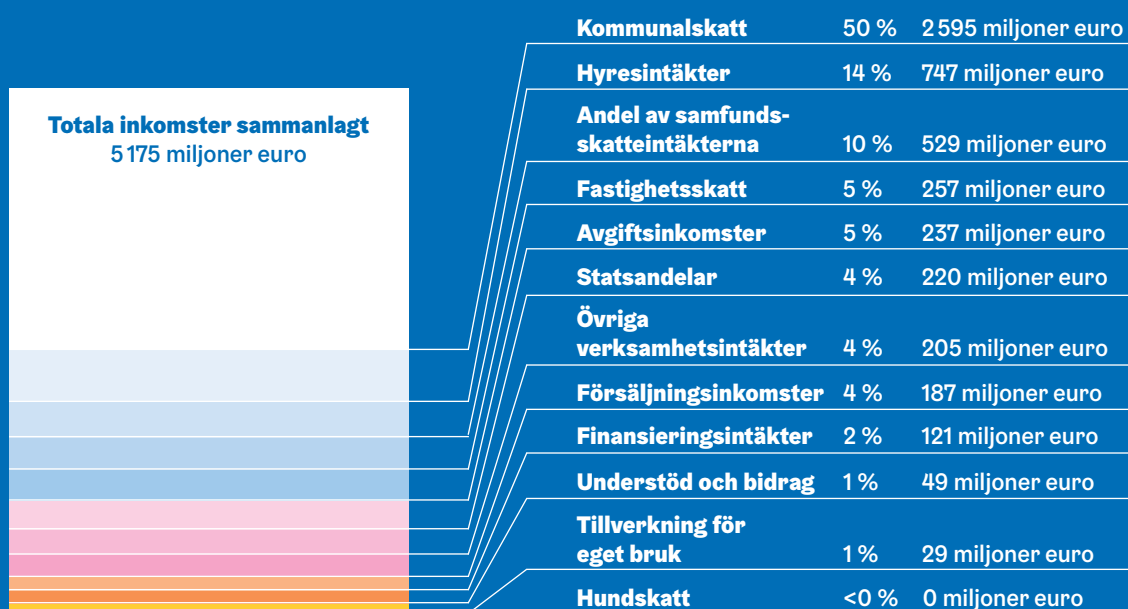 Totala inkomster sammanlagt
5 175 miljoner euro
Kommunalskatt 50 % 2 595 miljoner euro
Hyresintäkter 14 % 747 miljoner euro
Andel av samfunds-
skatteintäkterna 10 % 529 miljoner euro
Fastighetsskatt 5 % 257 miljoner euro
Avgiftsinkomster 5 % 237 miljoner euro
Statsandelar 4 % 220 miljoner euro
Övriga
verksamhetsintäkter 4 % 205 miljoner euro
Försäljningsinkomster 4 % 187 miljoner euro
Finansieringsintäkter 2 % 121 miljoner euro
Understöd och bidrag 1 % 49 miljoner euro
Tillverkning för
eget bruk 1 % 29 miljoner euro
Hundskatt <0 % 0 miljoner euro